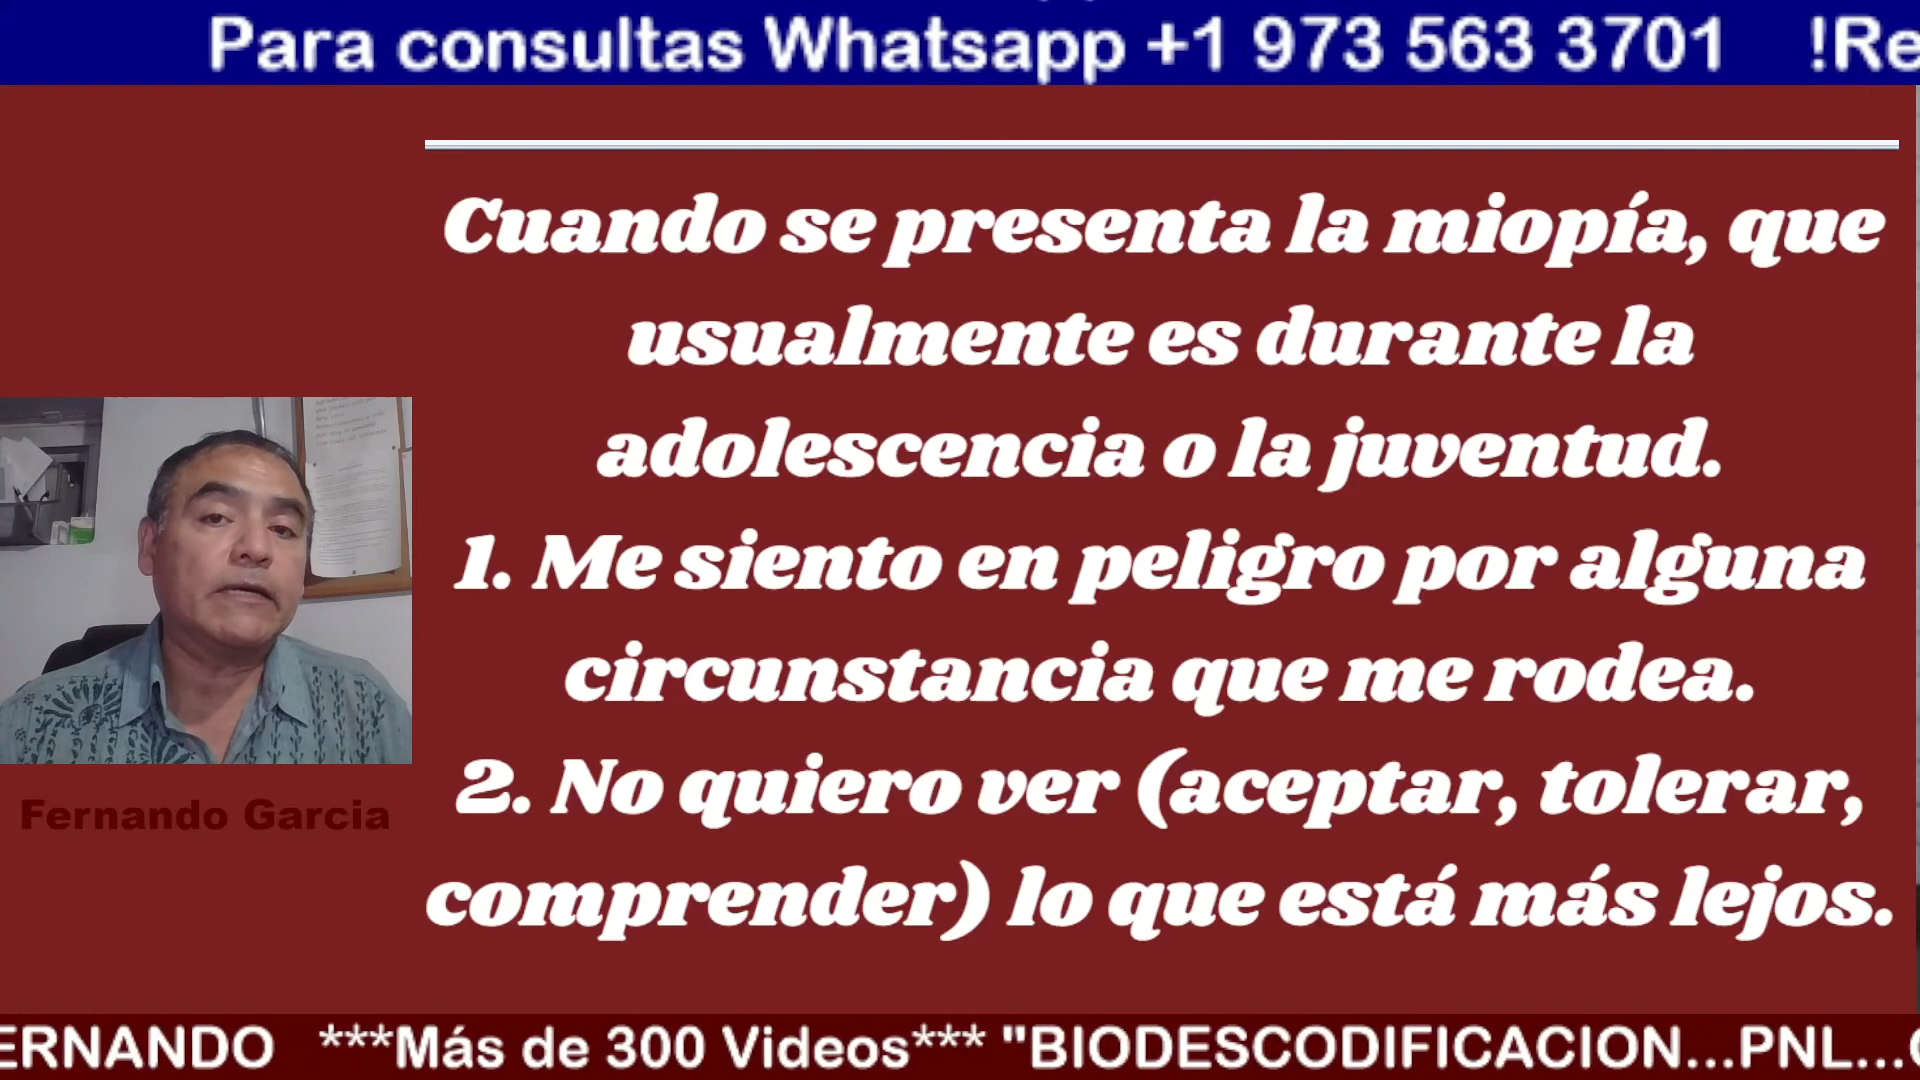 Para consultas Whatsapp +1 973 563 3701 !Re
Cuando se presenta la miopía, que
usualmente es durante la
adolescencia o la juventud.
1. Me siento en peligro por alguna
circunstancia que me rodea.
2. No quiero ver (aceptar, tolerar,
comprender) lo que está más lejos.
Fernando Garcia
ERNANDO ***Más de 300 Videos*** "BIODESCODIFICACION...PNL...